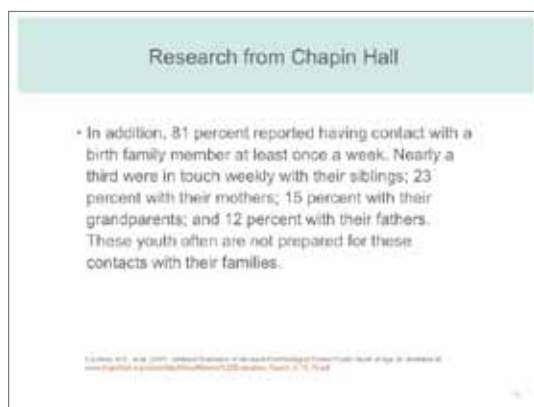 Research from Chapin Hall
• In addition, 81 percent reported having contact with a
birth family member at least once a week. Nearly a
third were in touch weekly with their siblings; 23
percent with their mothers; 15 percent with their
grandparents; and 12 percent with their fathers.
These youth often are not prepared for these
contacts with their families.